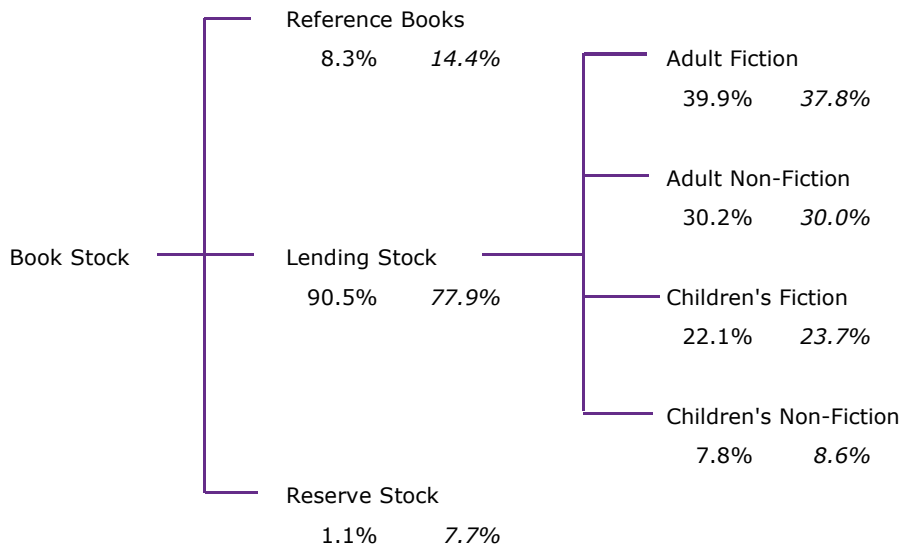 Reference Books
8.3% 14.4%
Adult Fiction
39.9% 37.8%
Adult Non-Fiction
30.2% 30.0%
Book Stock
Lending Stock
90.5% 77.9%
Children's Fiction
22.1% 23.7%
Children's Non-Fiction
7.8% 8.6%
Reserve Stock
1.1% 7.7%